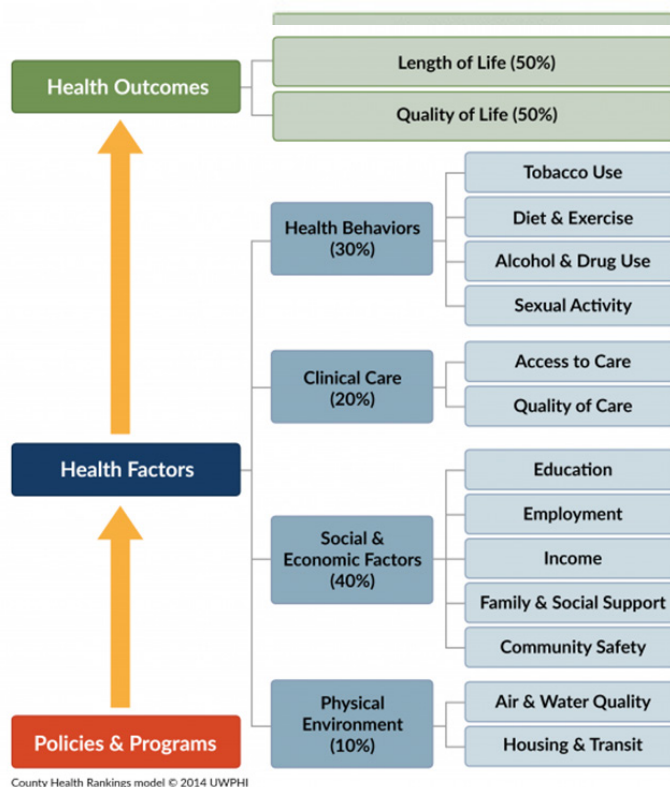 Health Outcomes
Length of Life (50%)
Quality of Life (50%)
Health Behaviors
(30%)
Tobacco Use
Diet & Exercise
Alcohol & Drug Use
Sexual Activity
Clinical Care
(20%)
Access to Care
Quality of Care
Health Factors
Social &
Economic Factors
(40%)
Education
Employment
Income
Family & Social Support
Community Safety
Physical
Environment
(10%)
Air & Water Quality
Housing & Transit
Policies & Programs
County Health Rankings model © 2014 UWPHI